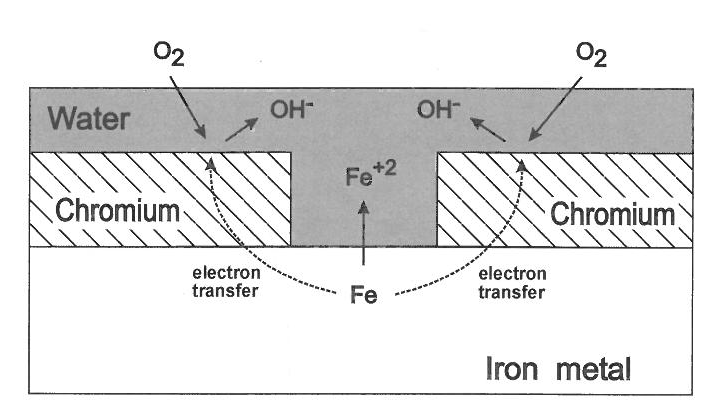 O2
O2
OH-
OH-
Water
Fe+2
Chromium
Chromium
electron
transfer
Fe
electron
transfer
Iron metal